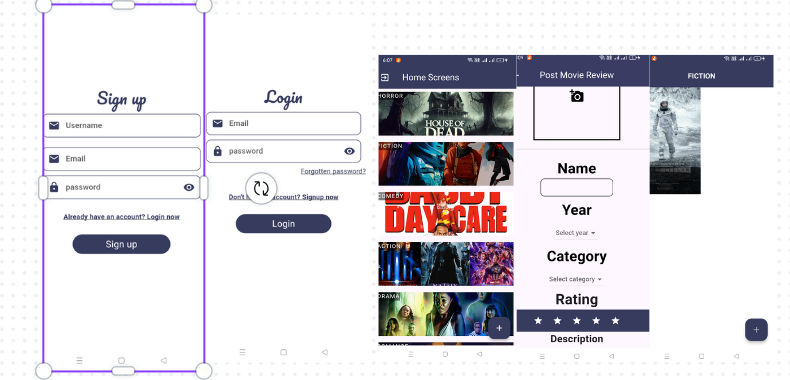 Sign up
Username
Email
password
Already have an account? Login now
Sign up
Login
Email
password
Forgotten password?
account? Signup now
Login
6:07
Home Screens
HORROR
HOUSE OF
DEAD
FICTION
COMEDY
DADDY
DAY CARE
ACTION
DRAMA
+
Post Movie Review
Name
Year
Select year
Category
Select category
Rating
Description
FICTION
+